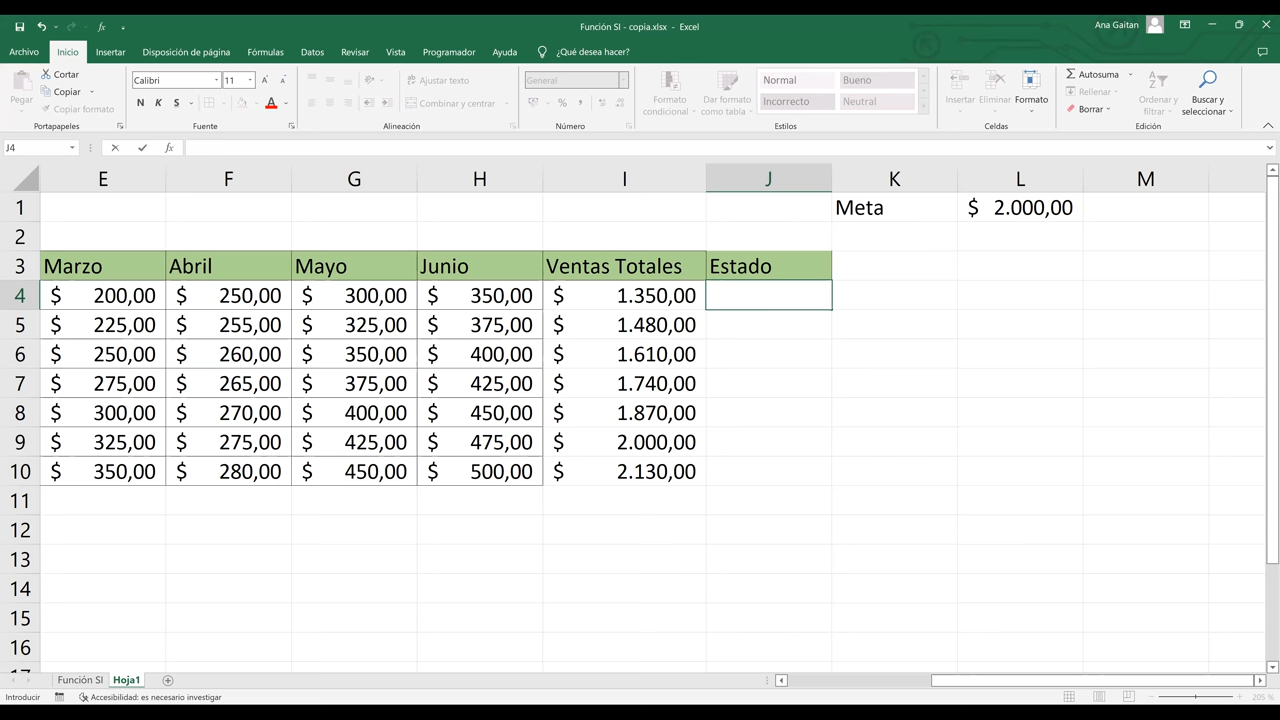 Función SI - copia.xlsx - Excel
Ana Gaitan
Archivo Inicio Insertar Disposición de página Fórmulas Datos Revisar Vista Programador Ayuda ¿Qué desea hacer?
Pegar
Cortar
Copiar
Copiar formato
Portapapeles
Calibri 11
N K S
Fuente
Ajustar texto
Combinar y centrar
Alineación
General
% 
Número
Formato condicional
Dar formato como tabla
Normal Bueno
Incorrecto Neutral
Estilos
Insertar Eliminar Formato
Celdas
Autosuma
Rellenar
Borrar
Ordenar y filtrar
Buscar y seleccionar
Edición
J4 fx
E F G H I J K L M
1 Meta $ 2.000,00
2
3 Marzo Abril Mayo Junio Ventas Totales Estado
4 $ 200,00 $ 250,00 $ 300,00 $ 350,00 $ 1.350,00
5 $ 225,00 $ 255,00 $ 325,00 $ 375,00 $ 1.480,00
6 $ 250,00 $ 260,00 $ 350,00 $ 400,00 $ 1.610,00
7 $ 275,00 $ 265,00 $ 375,00 $ 425,00 $ 1.740,00
8 $ 300,00 $ 270,00 $ 400,00 $ 450,00 $ 1.870,00
9 $ 325,00 $ 275,00 $ 425,00 $ 475,00 $ 2.000,00
10 $ 350,00 $ 280,00 $ 450,00 $ 500,00 $ 2.130,00
11
12
13
14
15
16
Función SI Hoja1
Introducir Accesibilidad: es necesario investigar 205 %